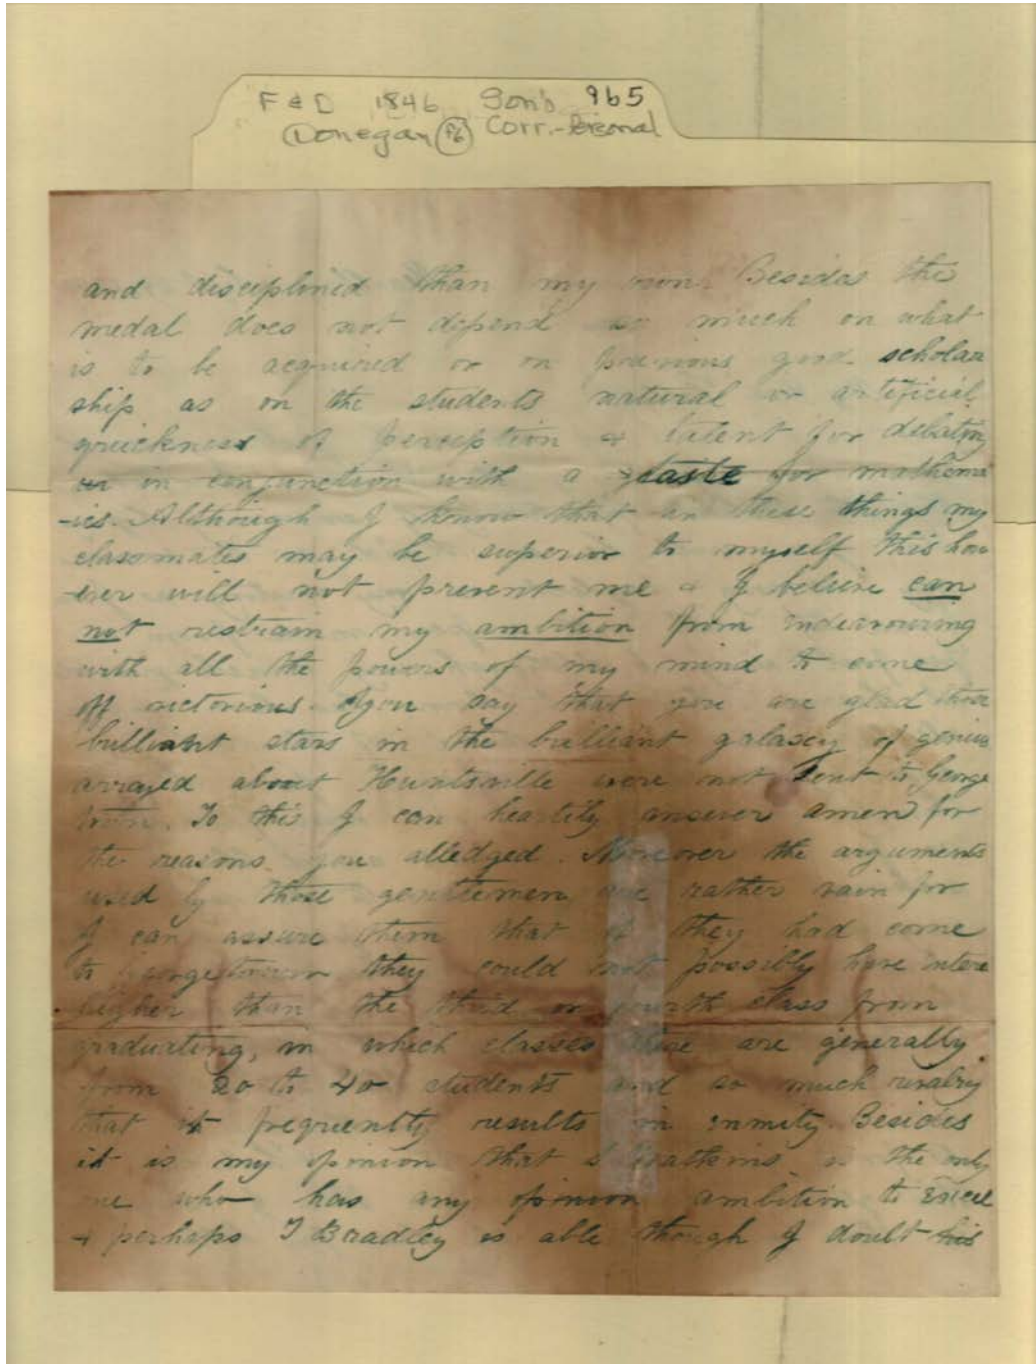 F & D 1846 Son's 965
Donegan F6 Corr.-Personal
and disciplined than my own. Besides the
medal does not depend so much on what
is to be acquired or on previous good scholar
ship, as on the students natural or artificial
quickness of perception & talent for debating
or in conjunction with a taste for mathema
-ics. Although I know that in these things my
classmates may be superior to myself this how
-ever will not prevent me & I beleive can
not restrain my ambition from indeavouring
with all the powers of my mind to come
off victorious. You say that you are glad those
brilliant stars in the brilliant galaxy of genius
arrayed about Huntsville were not sent to George
town. To this I can heartily answer amen for
the reasons you alledged. Moreover the arguments
used by those gentlemen are rather vain for
I can assure them that if they had come
to Georgetown they could not possibly have intere
higher than the third or fourth class from
graduating, in which classes there are generally
from 20 to 40 students and so much rivalry
that it frequently results in inmity. Besides
it is my opinion that is the only
one who has any opinion ambition to excel
& perhaps T Bradley is able though I doubt his